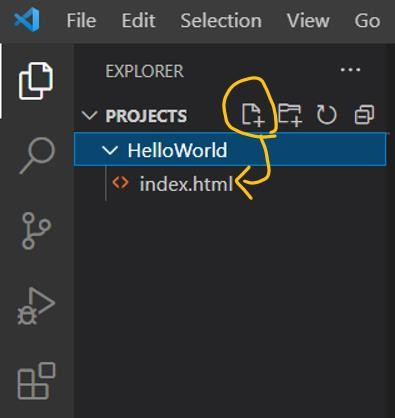 File Edit Selection View Go
EXPLORER
PROJECTS
HelloWorld
index.html